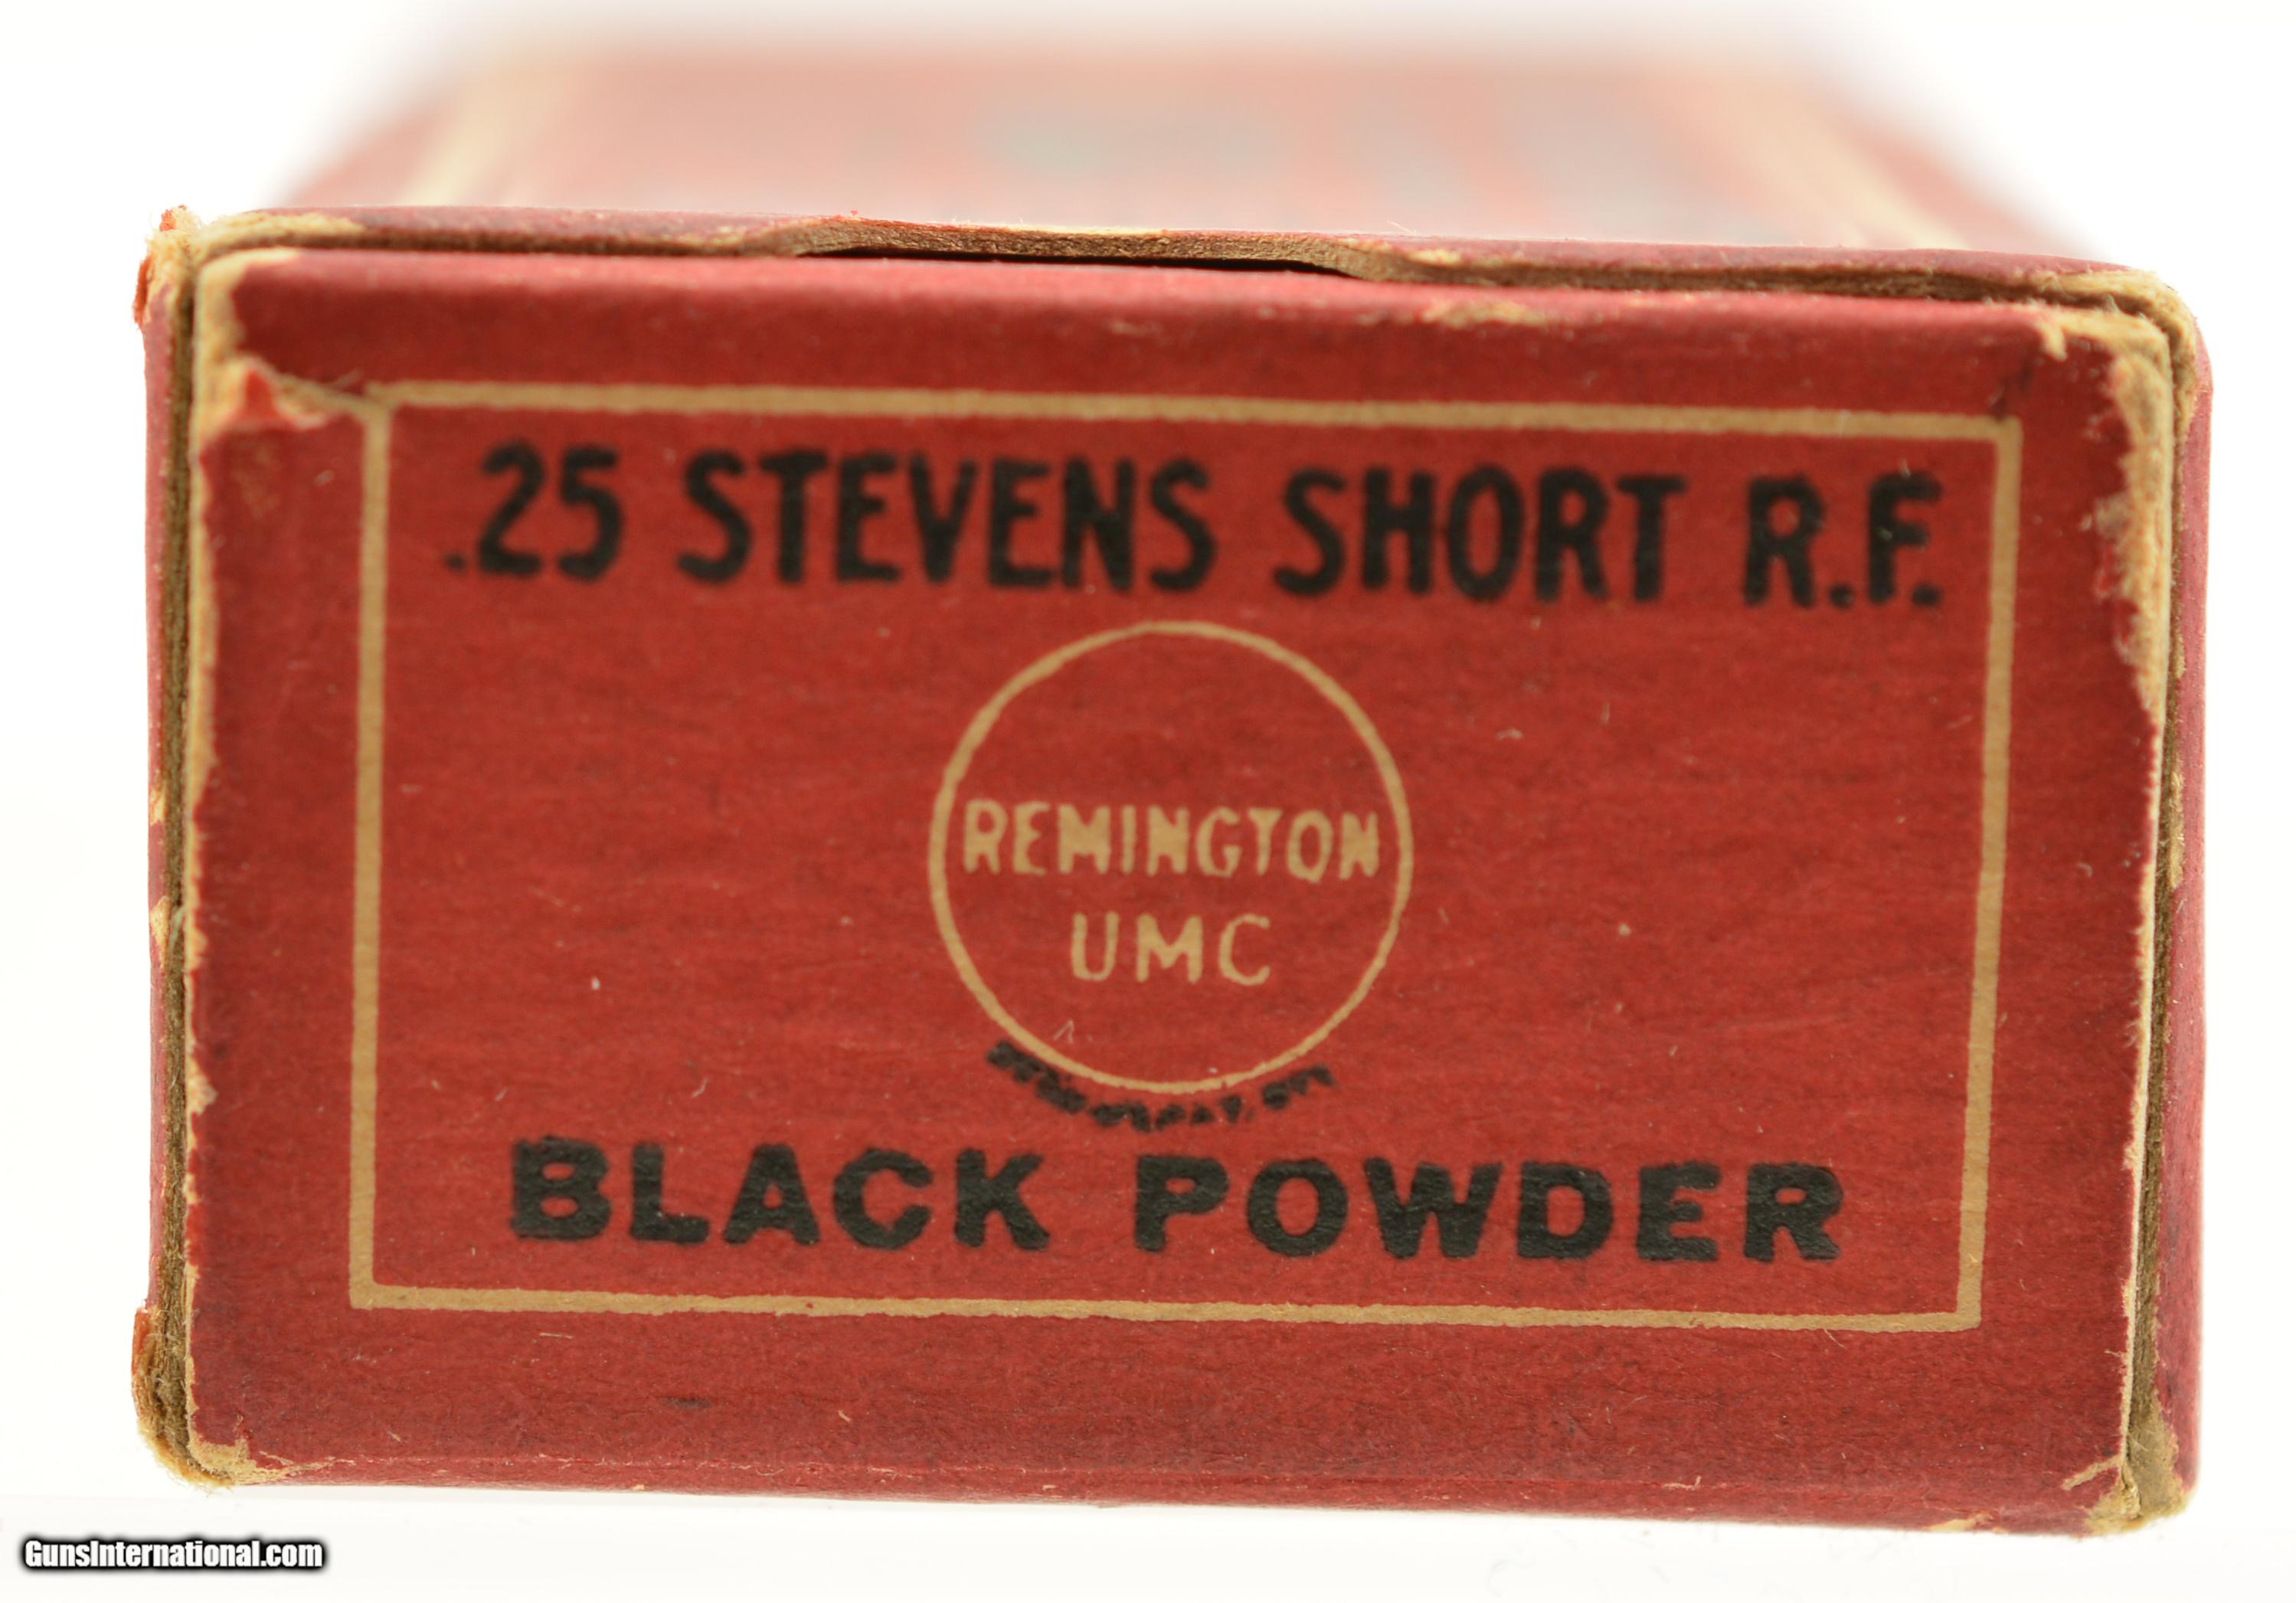 .25 STEVENS SHORT R.F.
REMINGTON
UMC
BLACK POWDER
GunsInternational.com